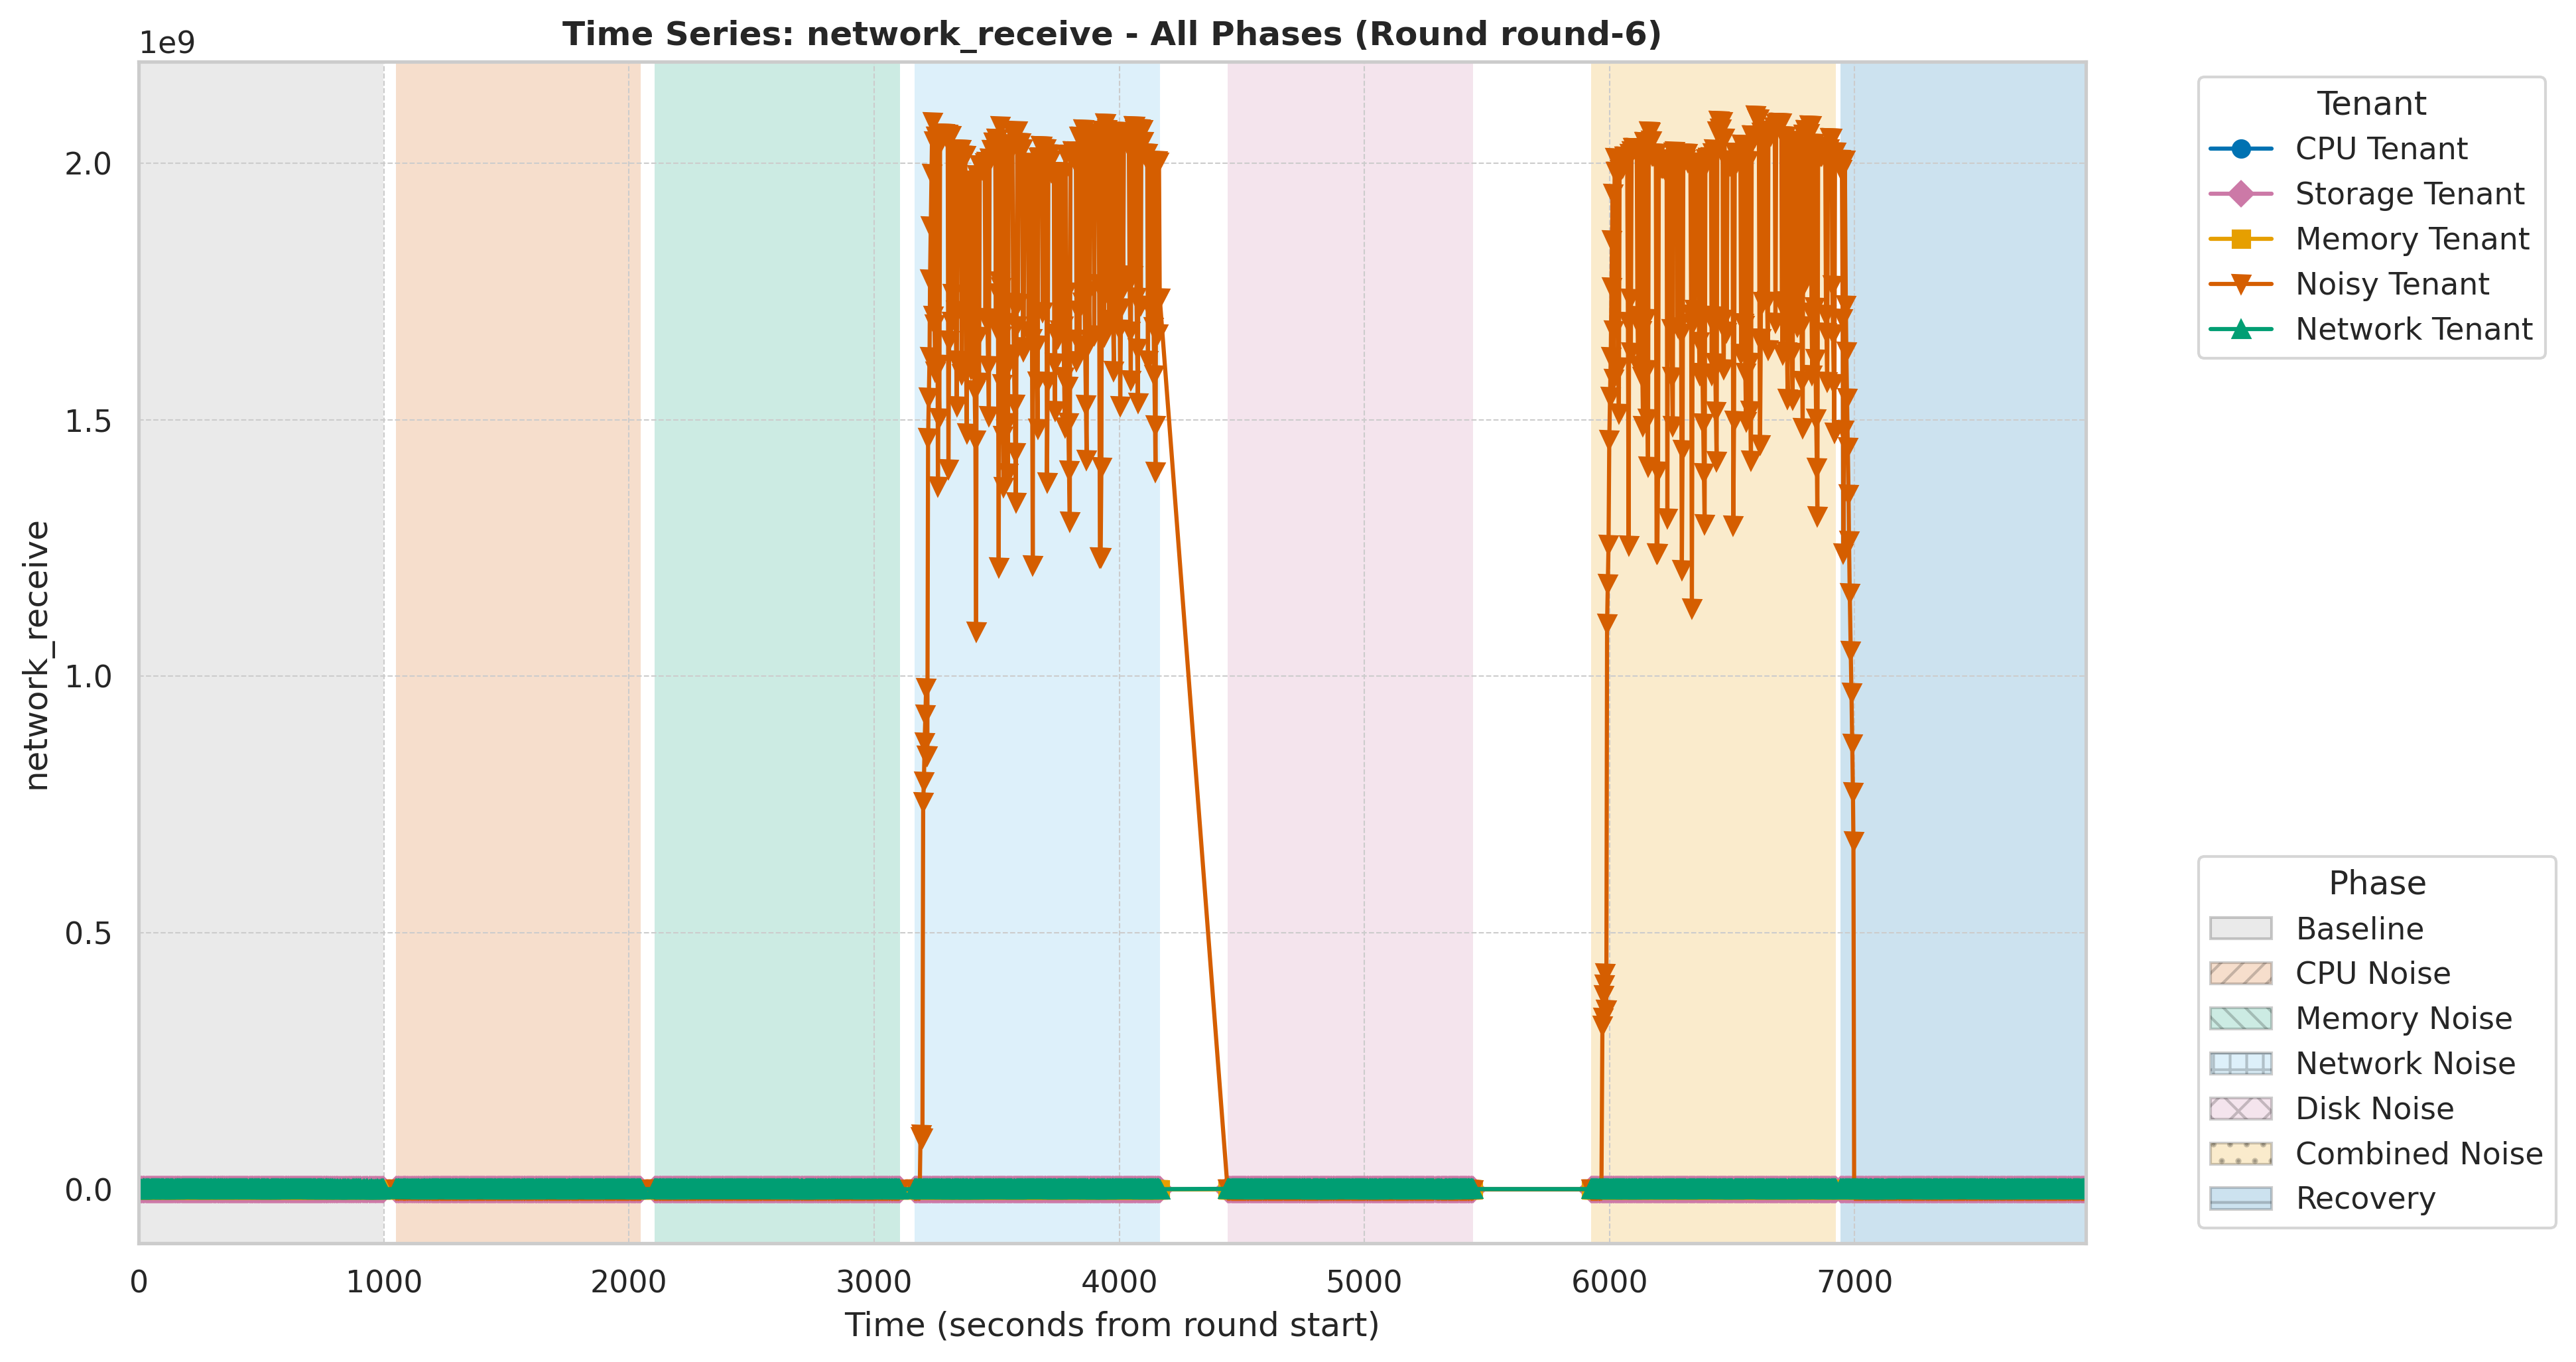 Time Series: network_receive - All Phases (Round round-6)
1e9
2.0
1.5
1.0
0.5
0.0
network_receive
0 1000 2000 3000 4000 5000 6000 7000
Time (seconds from round start)
Tenant
CPU Tenant
Storage Tenant
Memory Tenant
Noisy Tenant
Network Tenant
Phase
Baseline
CPU Noise
Memory Noise
Network Noise
Disk Noise
Combined Noise
Recovery